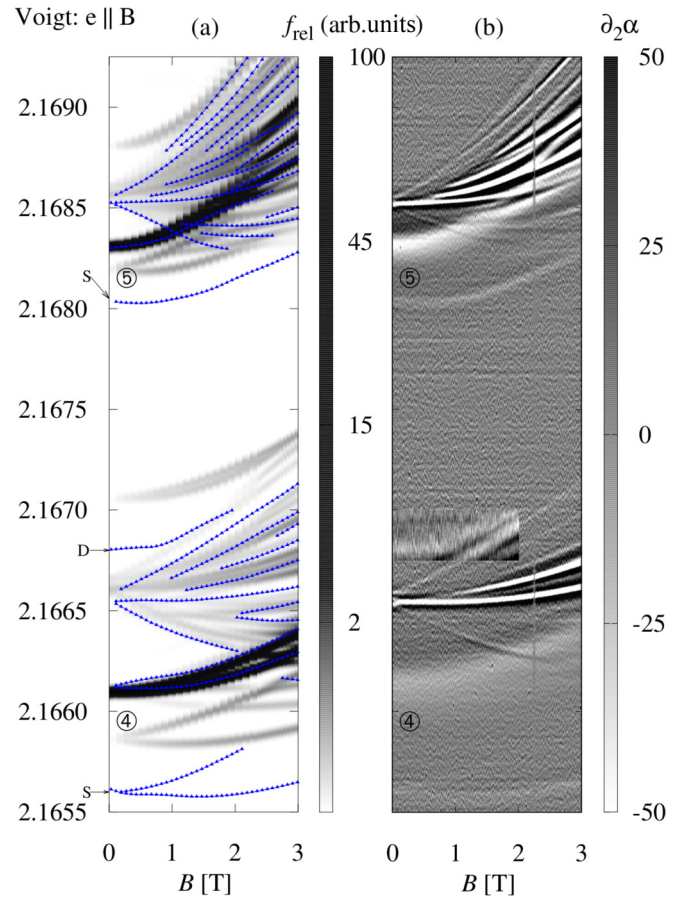 Voigt: e || B
(a)
f_rel (arb.units)
(b)
∂₂α
2.1690
2.1685
2.1680
2.1675
2.1670
2.1665
2.1660
2.1655
S
⑤
D
④
S
0 1 2 3
B [T]
100
45
15
2
⑤
④
0 1 2 3
B [T]
50
25
0
-25
-50